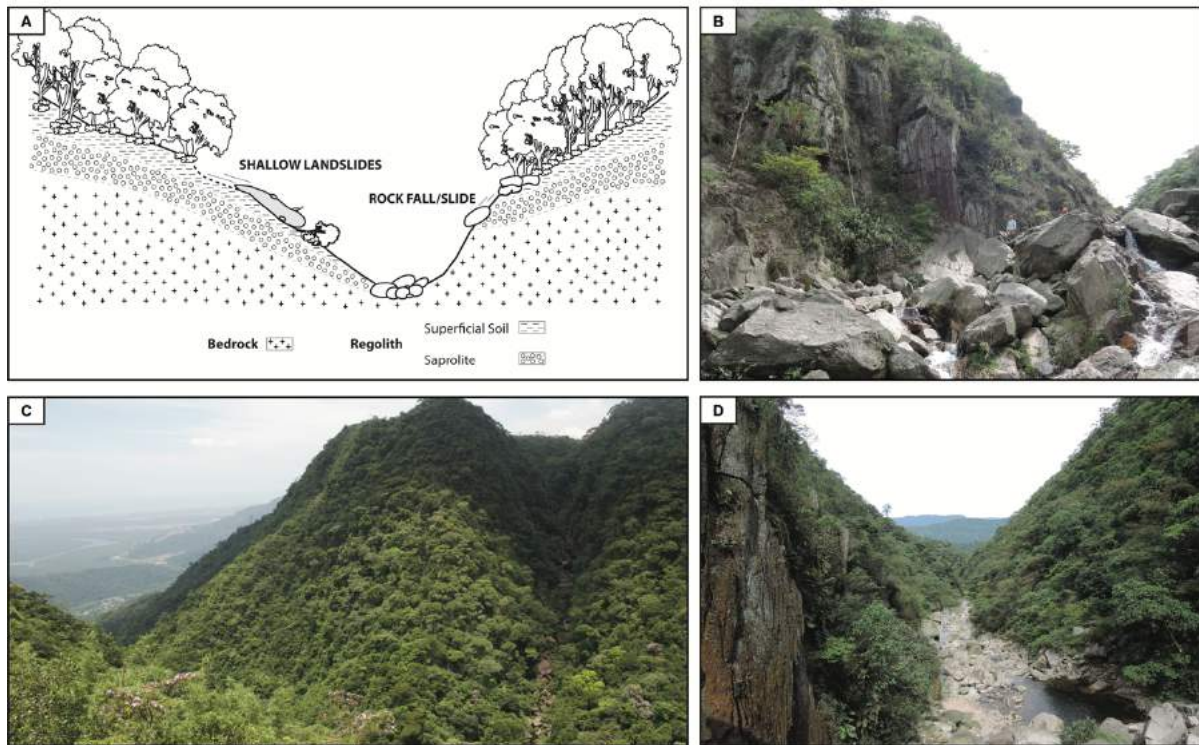 A
SHALLOW LANDSLIDES
ROCK FALL/SLIDE
Bedrock
Regolith
Superficial Soil
Saprolite
B
C
D